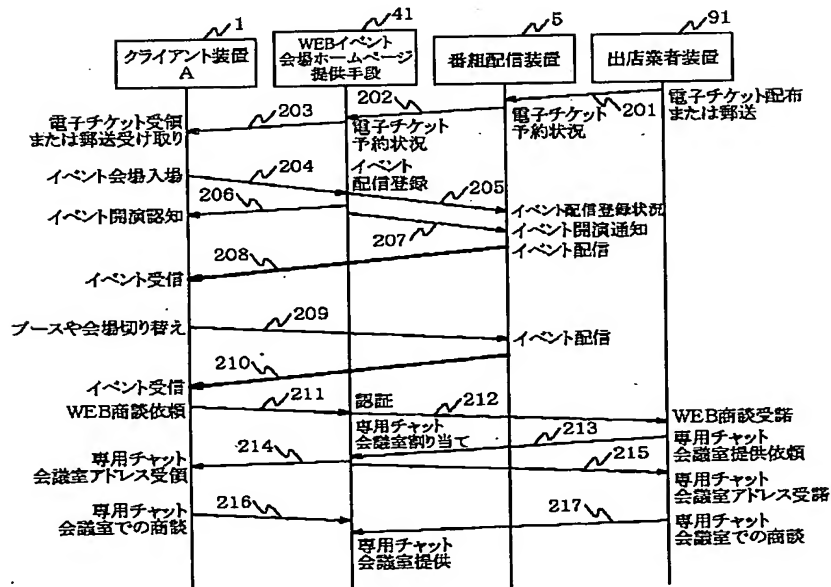 1
41
5
91
クライアント装置
A
WEBイベント
会場ホームページ
提供手段
番組配信装置
出店業者装置
電子チケット配布
または郵送
201
電子チケット
予約状況
202
電子チケット
予約状況
203
電子チケット受領
または郵送受け取り
イベント会場入場
204
イベント
配信登録
205
イベント配信登録状況
206
イベント開演認知
207
イベント開演通知
イベント配信
208
イベント受信
ブースや会場切り替え
209
イベント配信
210
イベント受信
WEB商談依頼
211
認証
212
WEB商談受諾
専用チャット
会議室割り当て
213
専用チャット
会議室提供依頼
214
専用チャット
会議室アドレス受領
215
専用チャット
会議室アドレス受諾
専用チャット
会議室での商談
216
217
専用チャット
会議室での商談
専用チャット
会議室提供